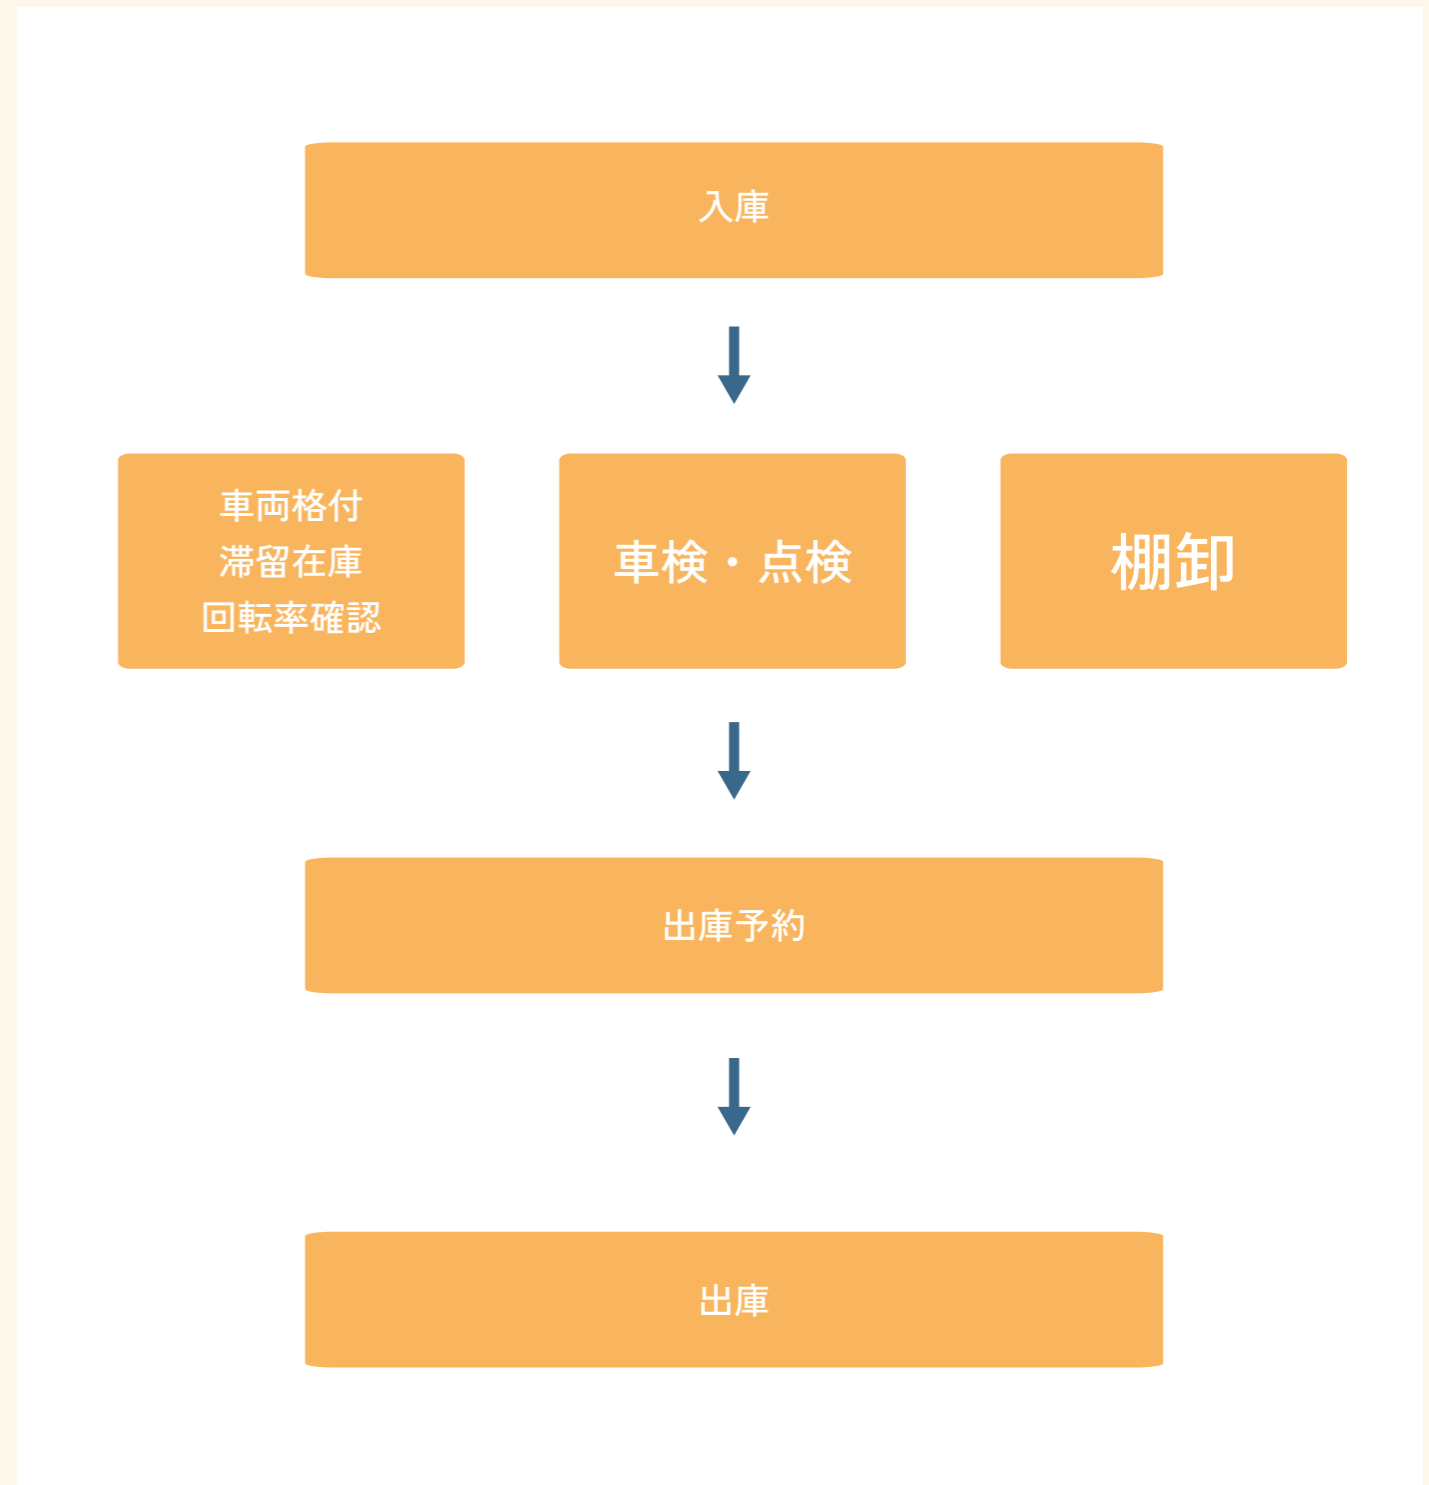 入庫
車両格付
滞留在庫
回転率確認
車検・点検
棚卸
出庫予約
出庫